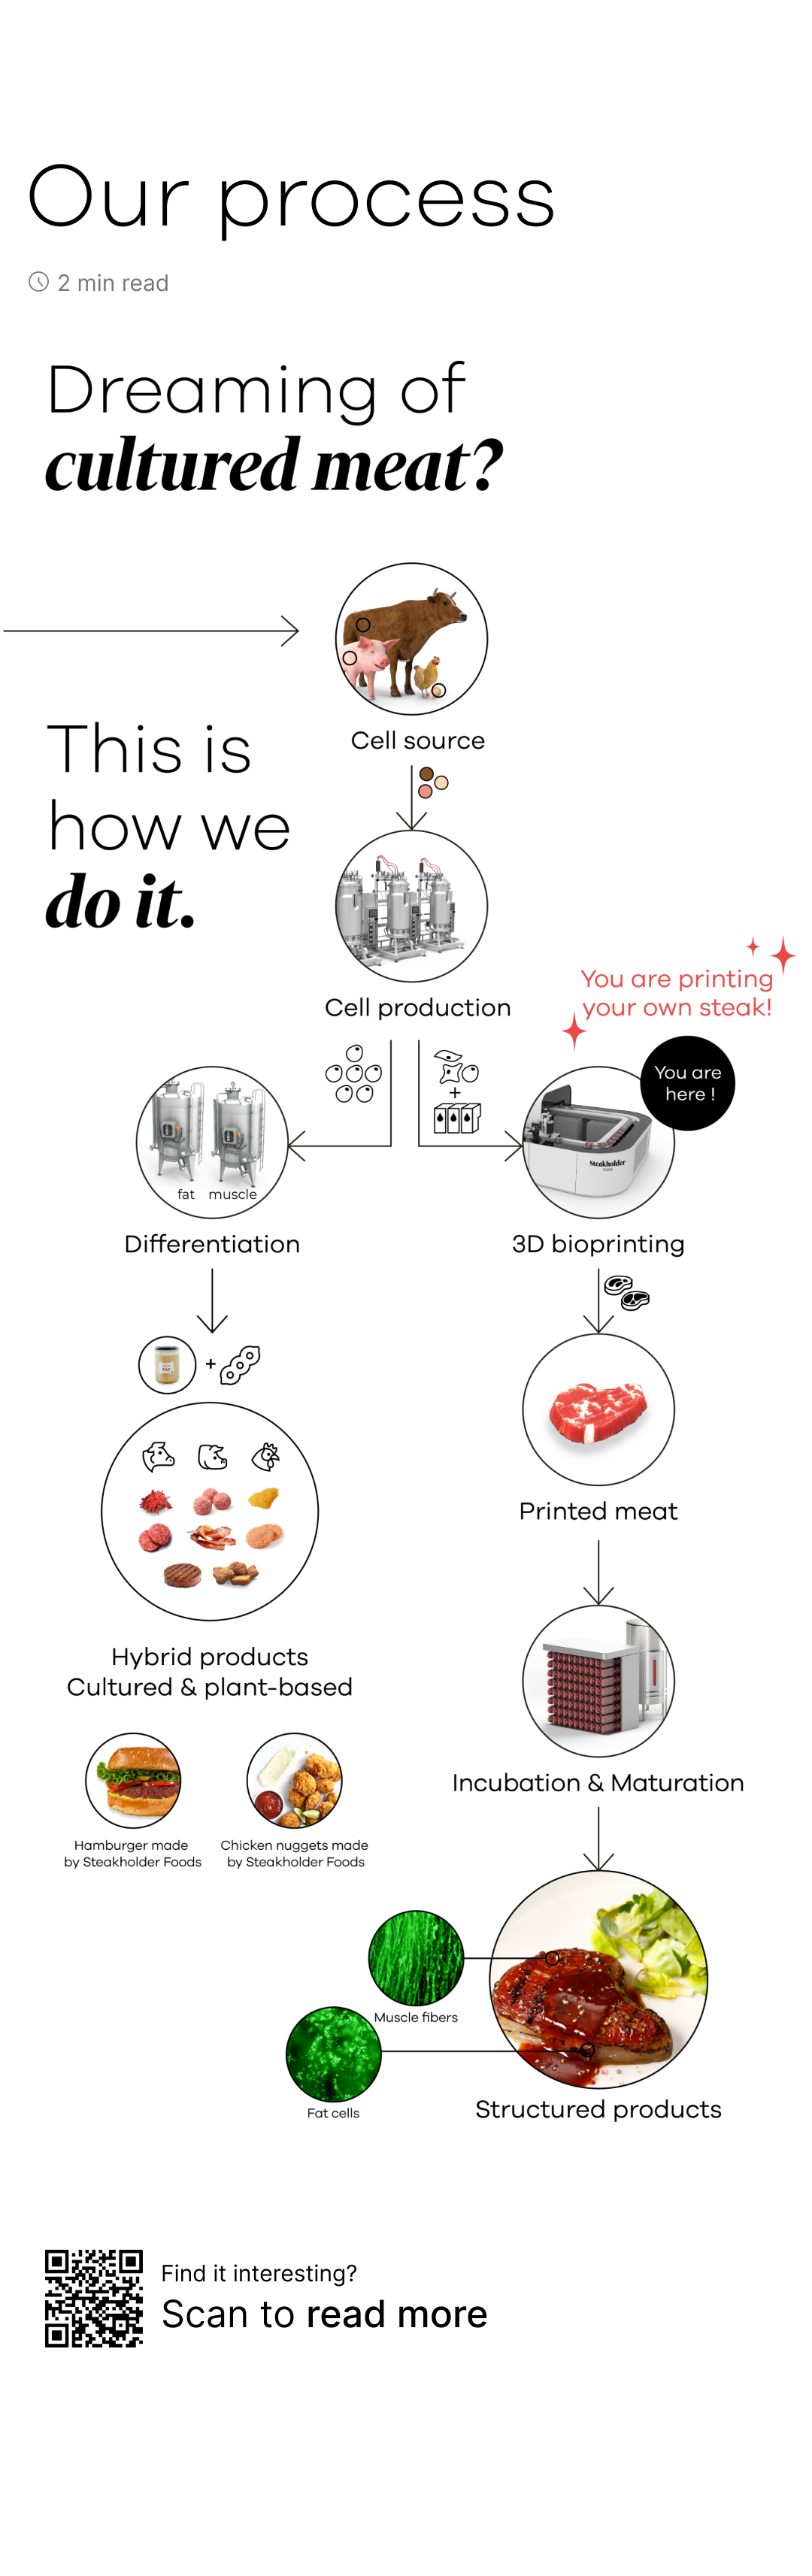 Our process
2 min read
Dreaming of
cultured meat?
Cell source
This is
how we
do it.
Cell production
You are printing
your own steak!
You are
here !
fat muscle
Steakholder
Differentiation
3D bioprinting
Printed meat
Hybrid products
Cultured & plant-based
Incubation & Maturation
Hamburger made
by Steakholder Foods
Chicken nuggets made
by Steakholder Foods
Muscle fibers
Fat cells
Structured products
Find it interesting?
Scan to read more